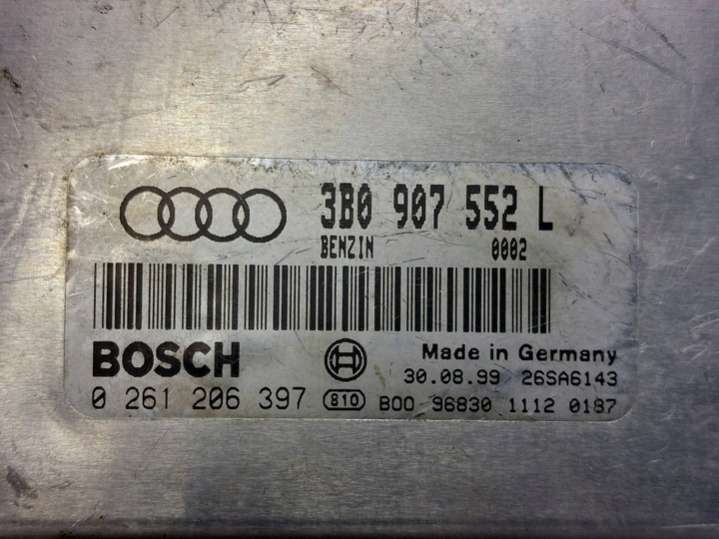 3B0 907 552 L
BENZIN 0002
BOSCH Made in Germany
30.08.99 26SA6143
0 261 206 397 810 B00 96830 1112 0187